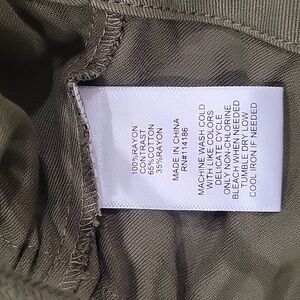 100%RAYON
CONTRAST
65%COTTON
35%RAYON
MADE IN CHINA
RN#114186
MACHINE WASH COLD
WITH LIKE COLORS
DELICATE CYCLE
ONLY NON-CHLORINE
BLEACH WHEN NEEDED
TUMBLE DRY LOW
COOL IRON IF NEEDED